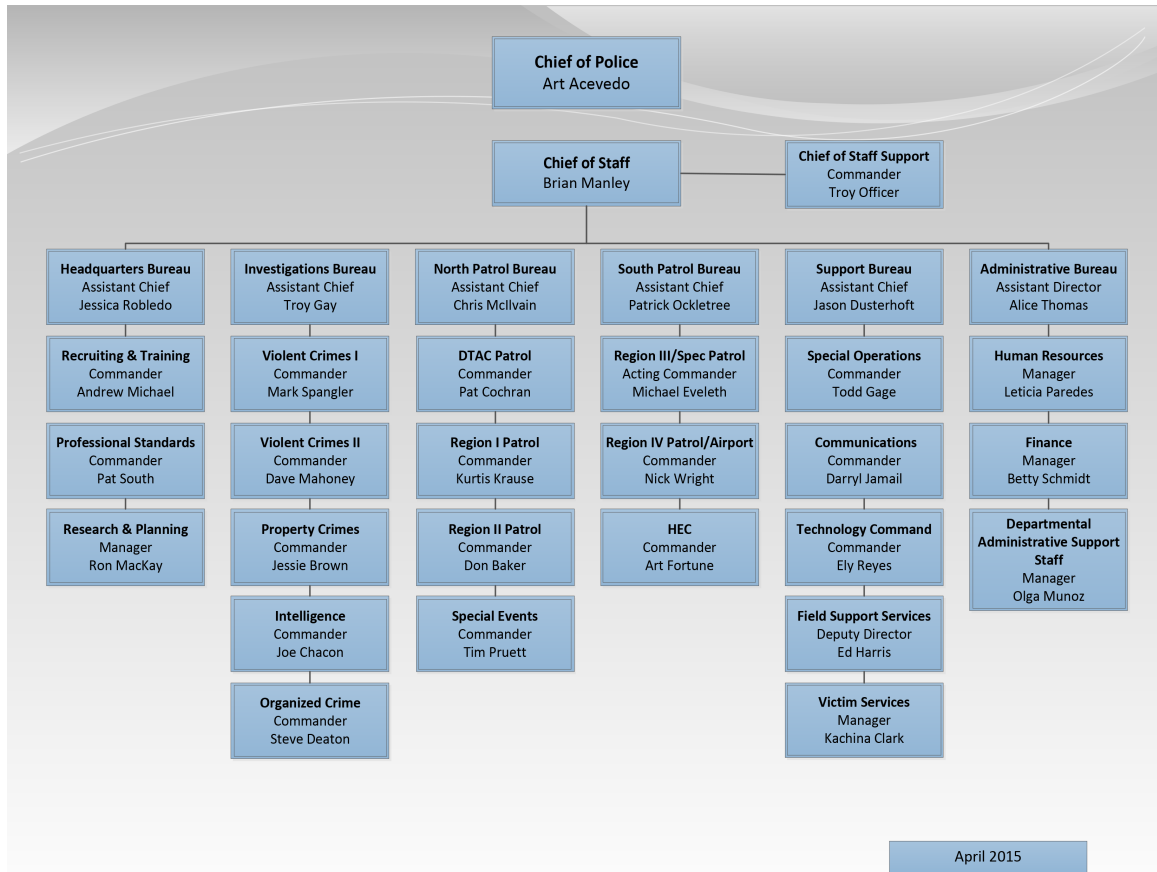 Chief of Police
Art Acevedo
Chief of Staff
Brian Manley
Chief of Staff Support
Commander
Troy Officer
Headquarters Bureau
Assistant Chief
Jessica Robledo
Recruiting & Training
Commander
Andrew Michael
Professional Standards
Commander
Pat South
Research & Planning
Manager
Ron MacKay
Investigations Bureau
Assistant Chief
Troy Gay
Violent Crimes I
Commander
Mark Spangler
Violent Crimes II
Commander
Dave Mahoney
Property Crimes
Commander
Jessie Brown
Intelligence
Commander
Joe Chacon
Organized Crime
Commander
Steve Deaton
North Patrol Bureau
Assistant Chief
Chris McIlvain
DTAC Patrol
Commander
Pat Cochran
Region I Patrol
Commander
Kurtis Krause
Region II Patrol
Commander
Don Baker
Special Events
Commander
Tim Pruett
South Patrol Bureau
Assistant Chief
Patrick Ockletree
Region III/Spec Patrol
Acting Commander
Michael Eveleth
Region IV Patrol/Airport
Commander
Nick Wright
HEC
Commander
Art Fortune
Support Bureau
Assistant Chief
Jason Dusterhoft
Special Operations
Commander
Todd Gage
Communications
Commander
Darryl Jamail
Technology Command
Commander
Ely Reyes
Field Support Services
Deputy Director
Ed Harris
Victim Services
Manager
Kachina Clark
Administrative Bureau
Assistant Director
Alice Thomas
Human Resources
Manager
Leticia Paredes
Finance
Manager
Betty Schmidt
Departmental
Administrative Support
Staff
Manager
Olga Munoz
April 2015